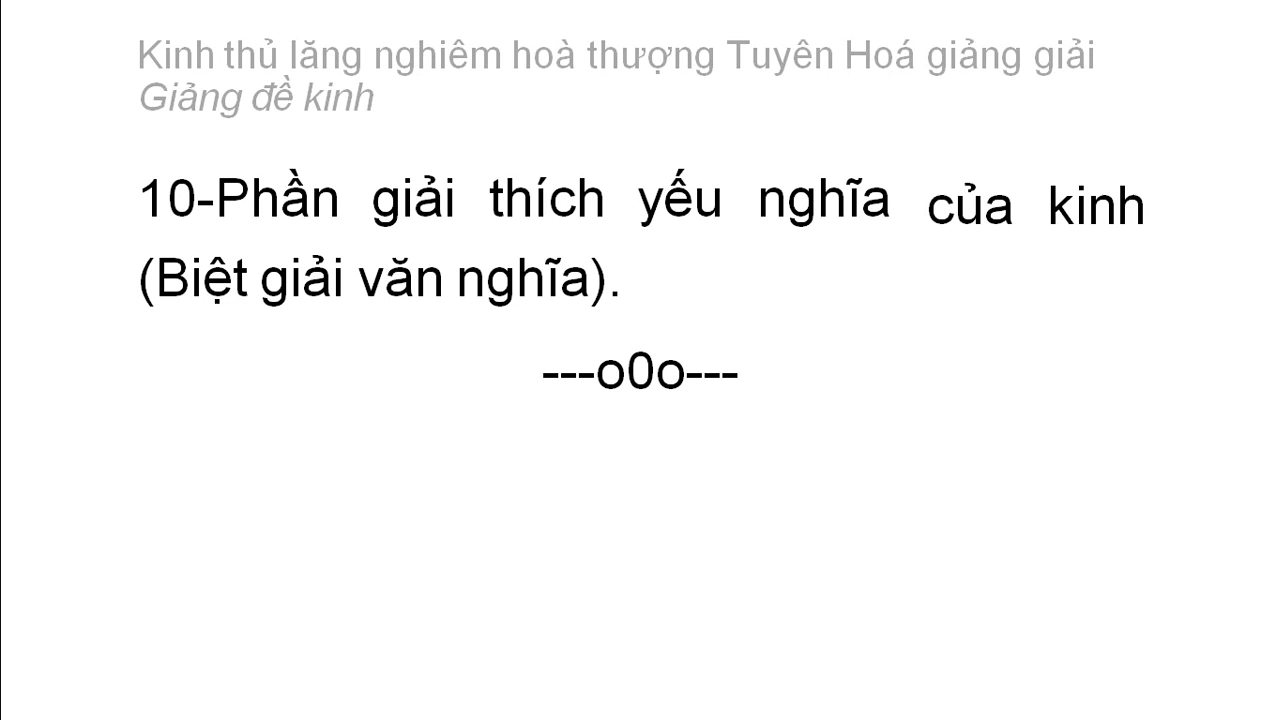 Kinh thủ lăng nghiêm hoà thượng Tuyên Hoá giảng giải
Giảng đề kinh
10-Phần giải thích yếu nghĩa của kinh
(Biệt giải văn nghĩa).
---o0o---